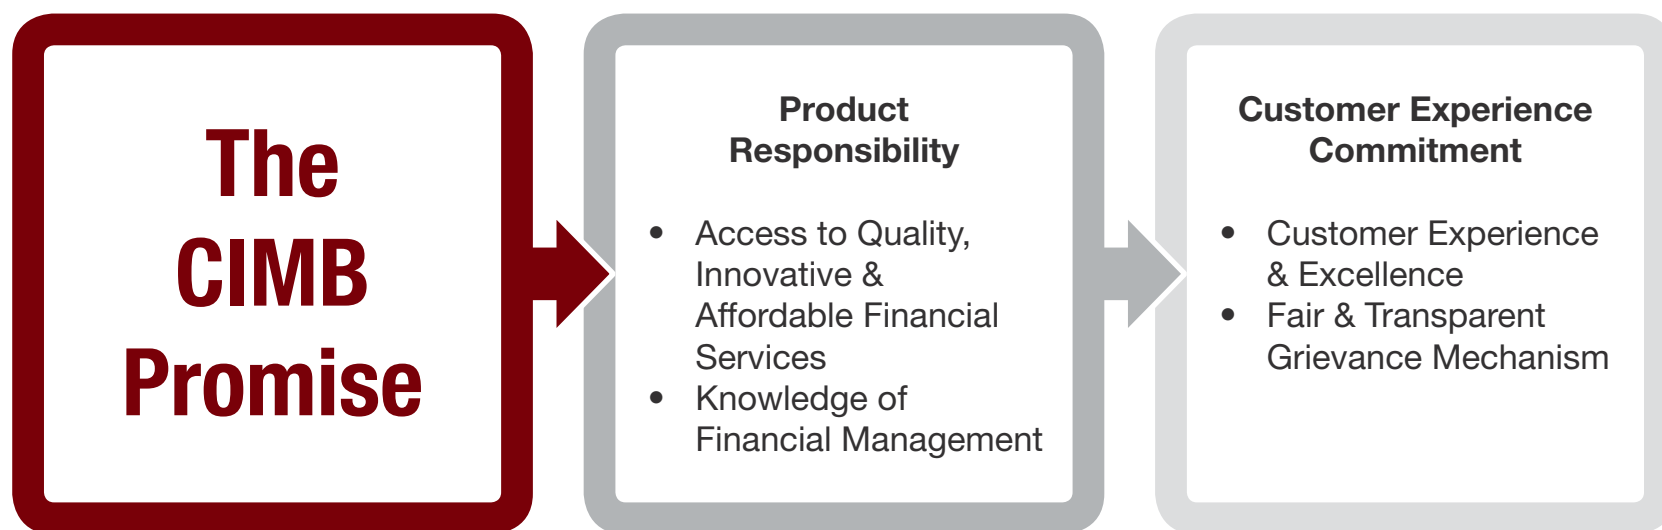 The
CIMB
Promise
Product
Responsibility
• Access to Quality,
Innovative &
Affordable Financial
Services
• Knowledge of
Financial Management
Customer Experience
Commitment
• Customer Experience
& Excellence
• Fair & Transparent
Grievance Mechanism